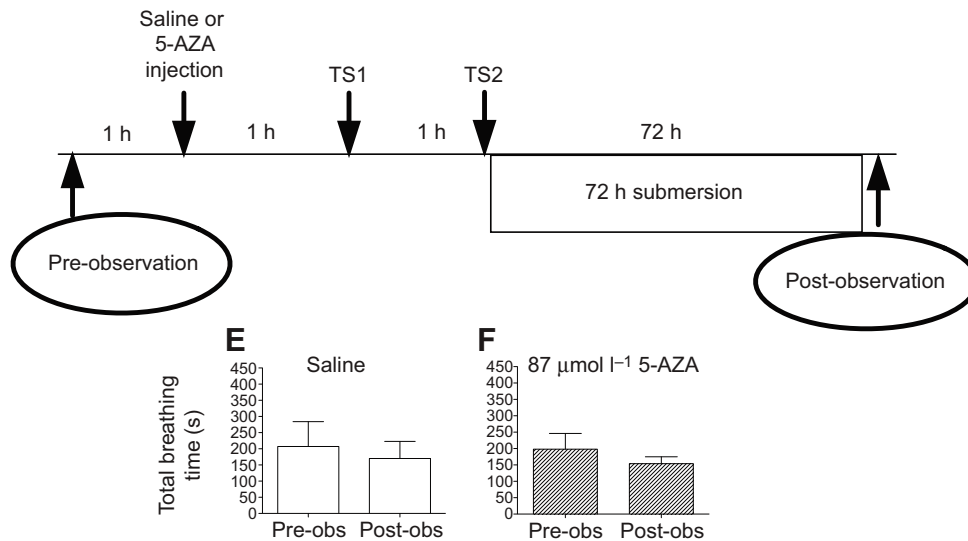 Saline or
5-AZA
injection
TS1
TS2
1 h
1 h
1 h
72 h
72 h submersion
Pre-observation
Post-observation
E
Saline
Total breathing
time (s)
450
400
350
300
250
200
150
100
50
0
Pre-obs Post-obs
F
87 μmol l⁻¹ 5-AZA
450
400
350
300
250
200
150
100
50
0
Pre-obs Post-obs